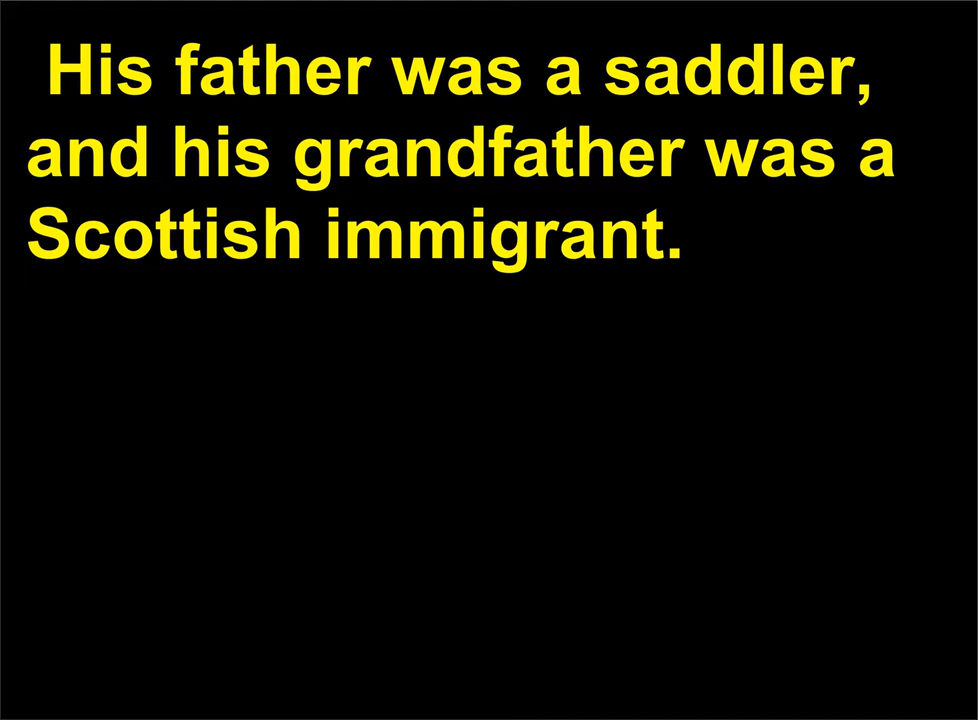 His father was a saddler,
and his grandfather was a
Scottish immigrant.